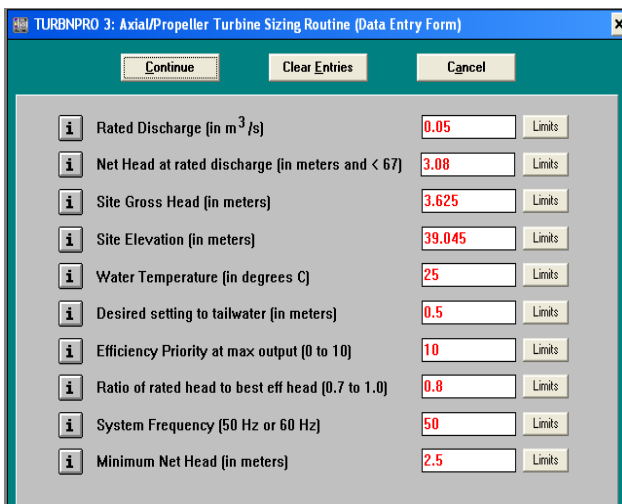 TURBNPRO 3: Axial/Propeller Turbine Sizing Routine (Data Entry Form) x
Continue Clear Entries Cancel
i Rated Discharge (in m³/s) 0.05 Limits
i Net Head at rated discharge (in meters and < 67) 3.08 Limits
i Site Gross Head (in meters) 3.625 Limits
i Site Elevation (in meters) 39.045 Limits
i Water Temperature (in degrees C) 25 Limits
i Desired setting to tailwater (in meters) 0.5 Limits
i Efficiency Priority at max output (0 to 10) 10 Limits
i Ratio of rated head to best eff head (0.7 to 1.0) 0.8 Limits
i System Frequency (50 Hz or 60 Hz) 50 Limits
i Minimum Net Head (in meters) 2.5 Limits